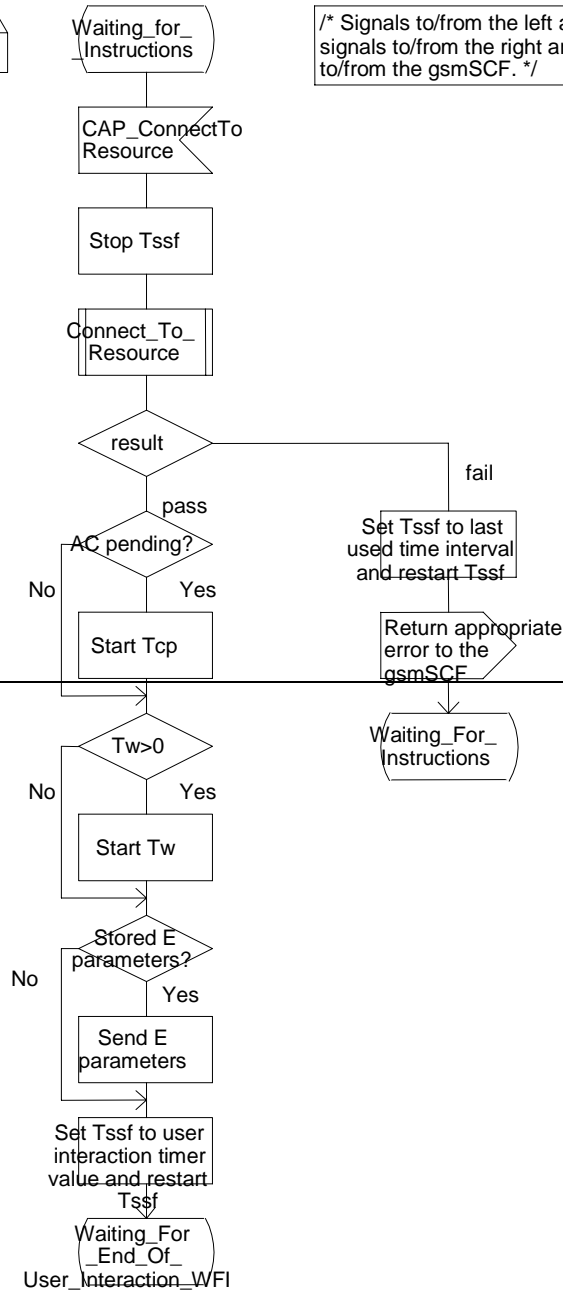 Waiting_for_
_Instructions
/* Signals to/from the left a
signals to/from the right ar
to/from the gsmSCF. */
CAP_ConnectTo
Resource
Stop Tssf
Connect_To_
Resource
result
fail
pass
Set Tssf to last
used time interval
and restart Tssf
AC pending?
No
Yes
Start Tcp
Return appropriate
error to the
gsmSCF
Tw>0
Waiting_For_
Instructions
No
Yes
Start Tw
Stored E
parameters?
No
Yes
Send E
parameters
Set Tssf to user
interaction timer
value and restart
Tssf
Waiting_For
_End_Of_
User_Interaction_WFI